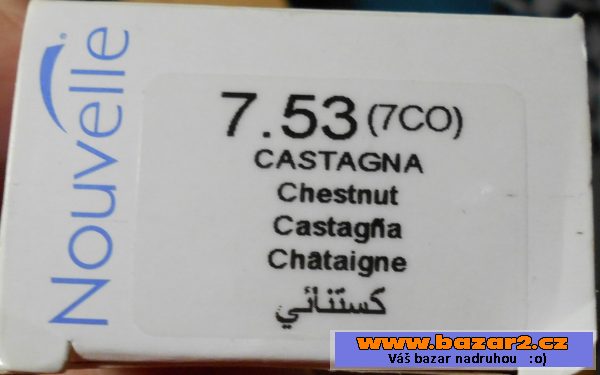 Nouvelle
7.53 (7CO)
CASTAGNA
Chestnut
Castagña
Châtaigne
كستنائي
www.bazar2.cz
Váš bazar nadruhou :o)